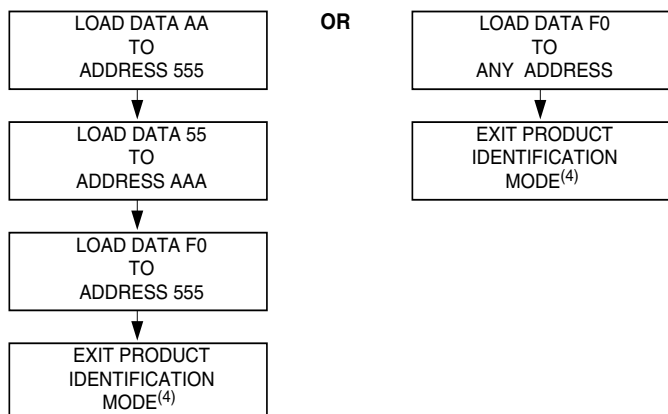 LOAD DATA AA
TO
ADDRESS 555
LOAD DATA 55
TO
ADDRESS AAA
LOAD DATA F0
TO
ADDRESS 555
EXIT PRODUCT
IDENTIFICATION
MODE(4)
OR
LOAD DATA F0
TO
ANY ADDRESS
EXIT PRODUCT
IDENTIFICATION
MODE(4)